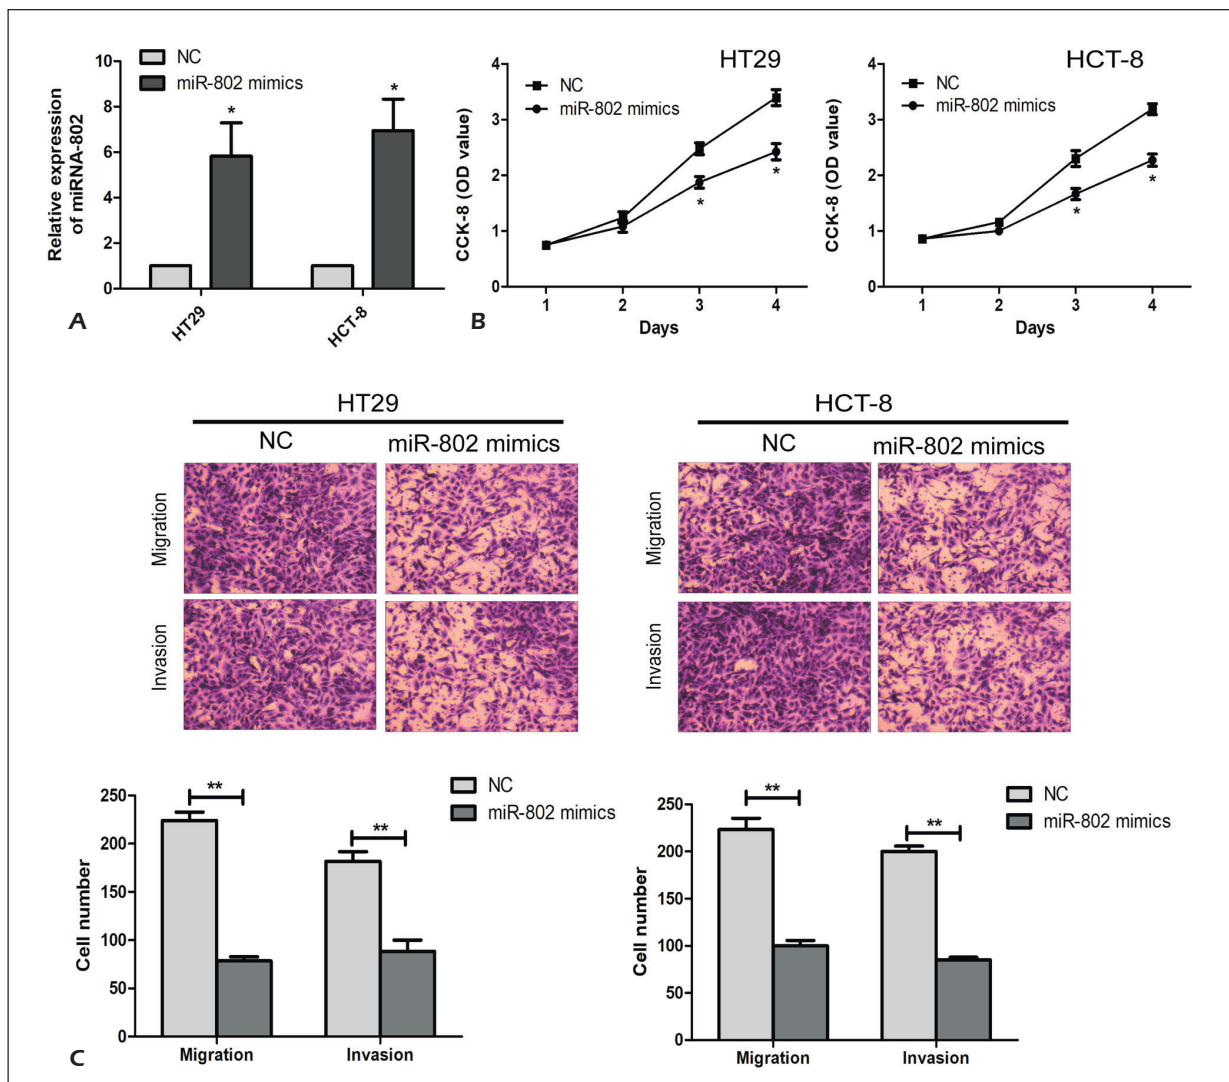 NC
miR-802 mimics
Relative expression
of miRNA-802
10
8
6
4
2
0
*
*
HT29
HCT-8
A
HT29
NC
miR-802 mimics
CCK-8 (OD value)
4
3
2
1
0
*
*
1 2 3 4
Days
B
HCT-8
NC
miR-802 mimics
CCK-8 (OD value)
4
3
2
1
0
*
*
1 2 3 4
Days
HT29
NC miR-802 mimics
Migration
Invasion
HCT-8
NC miR-802 mimics
Migration
Invasion
NC
miR-802 mimics
Cell number
250
200
150
100
50
0
**
**
Migration Invasion
C
NC
miR-802 mimics
Cell number
250
200
150
100
50
0
**
**
Migration Invasion